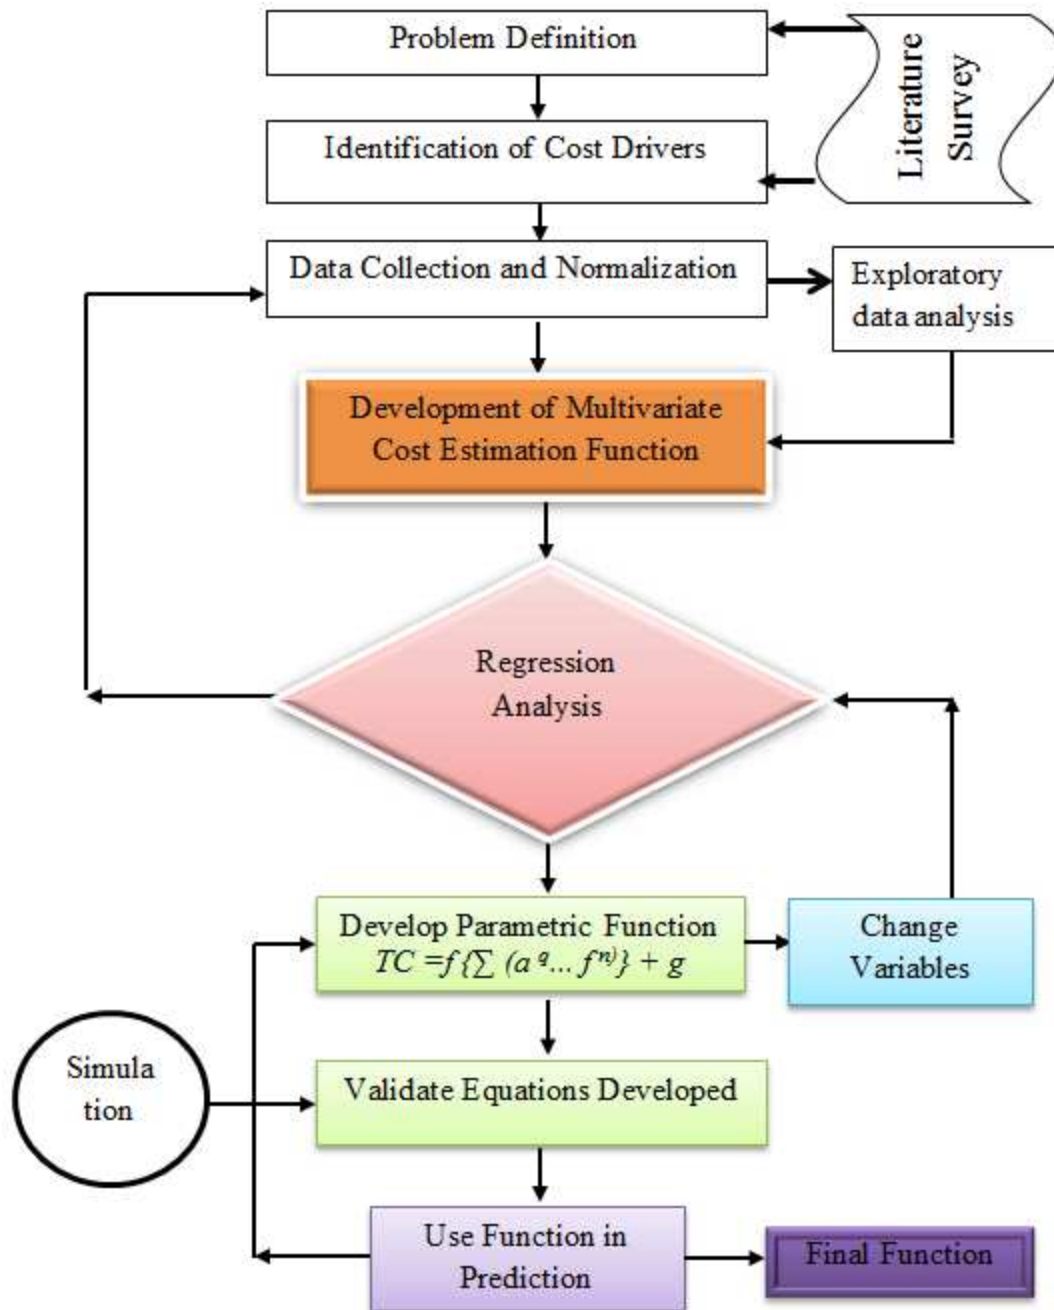 Problem Definition
Literature
Survey
Identification of Cost Drivers
Data Collection and Normalization
Exploratory
data analysis
Development of Multivariate
Cost Estimation Function
Regression
Analysis
Develop Parametric Function
TC =f{∑ (a^q... f^n)} + g
Change
Variables
Simula
tion
Validate Equations Developed
Use Function in
Prediction
Final Function